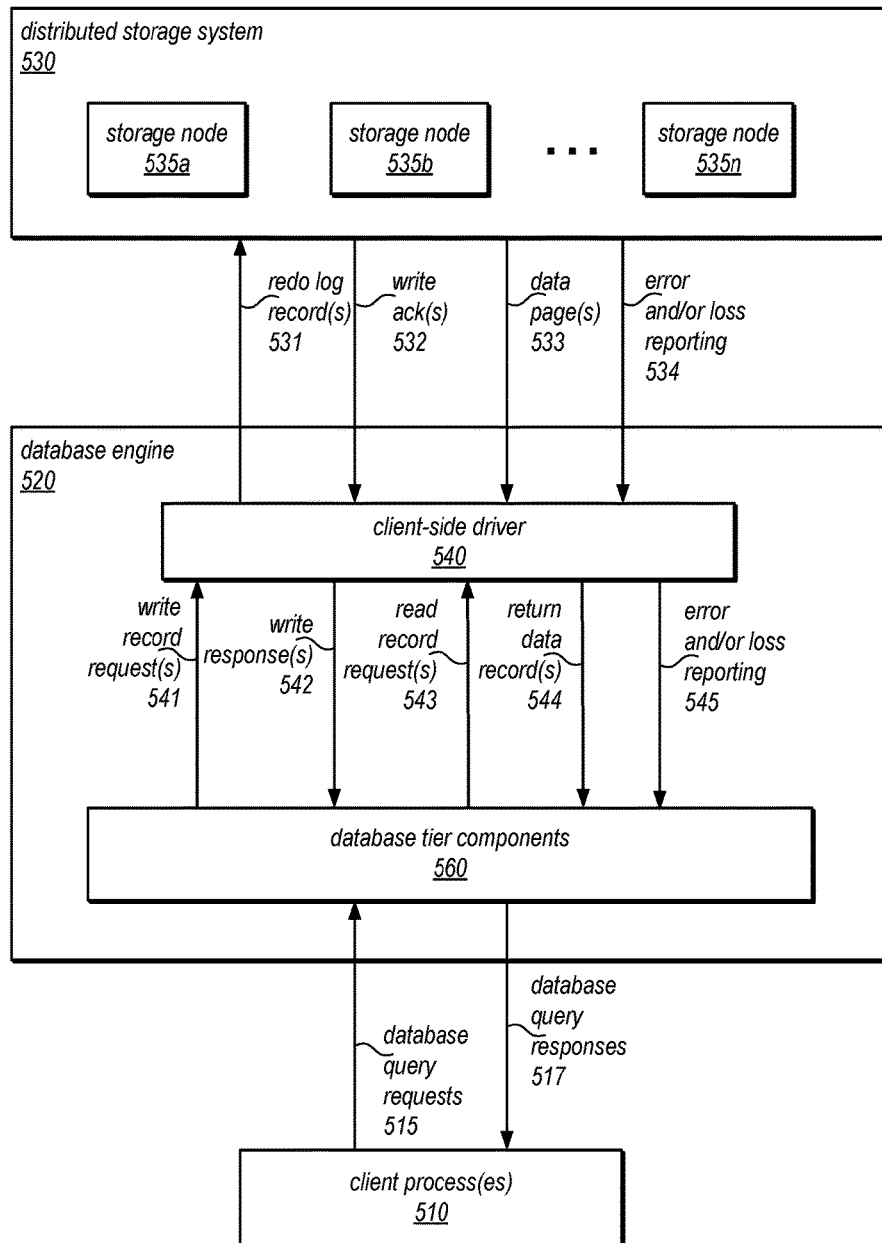 distributed storage system
530
storage node
535a
storage node
535b
. . .
storage node
535n
redo log
record(s)
531
write
ack(s)
532
data
page(s)
533
error
and/or loss
reporting
534
database engine
520
client-side driver
540
write
record
request(s)
541
write
response(s)
542
read
record
request(s)
543
return
data
record(s)
544
error
and/or loss
reporting
545
database tier components
560
database
query
requests
515
database
query
responses
517
client process(es)
510